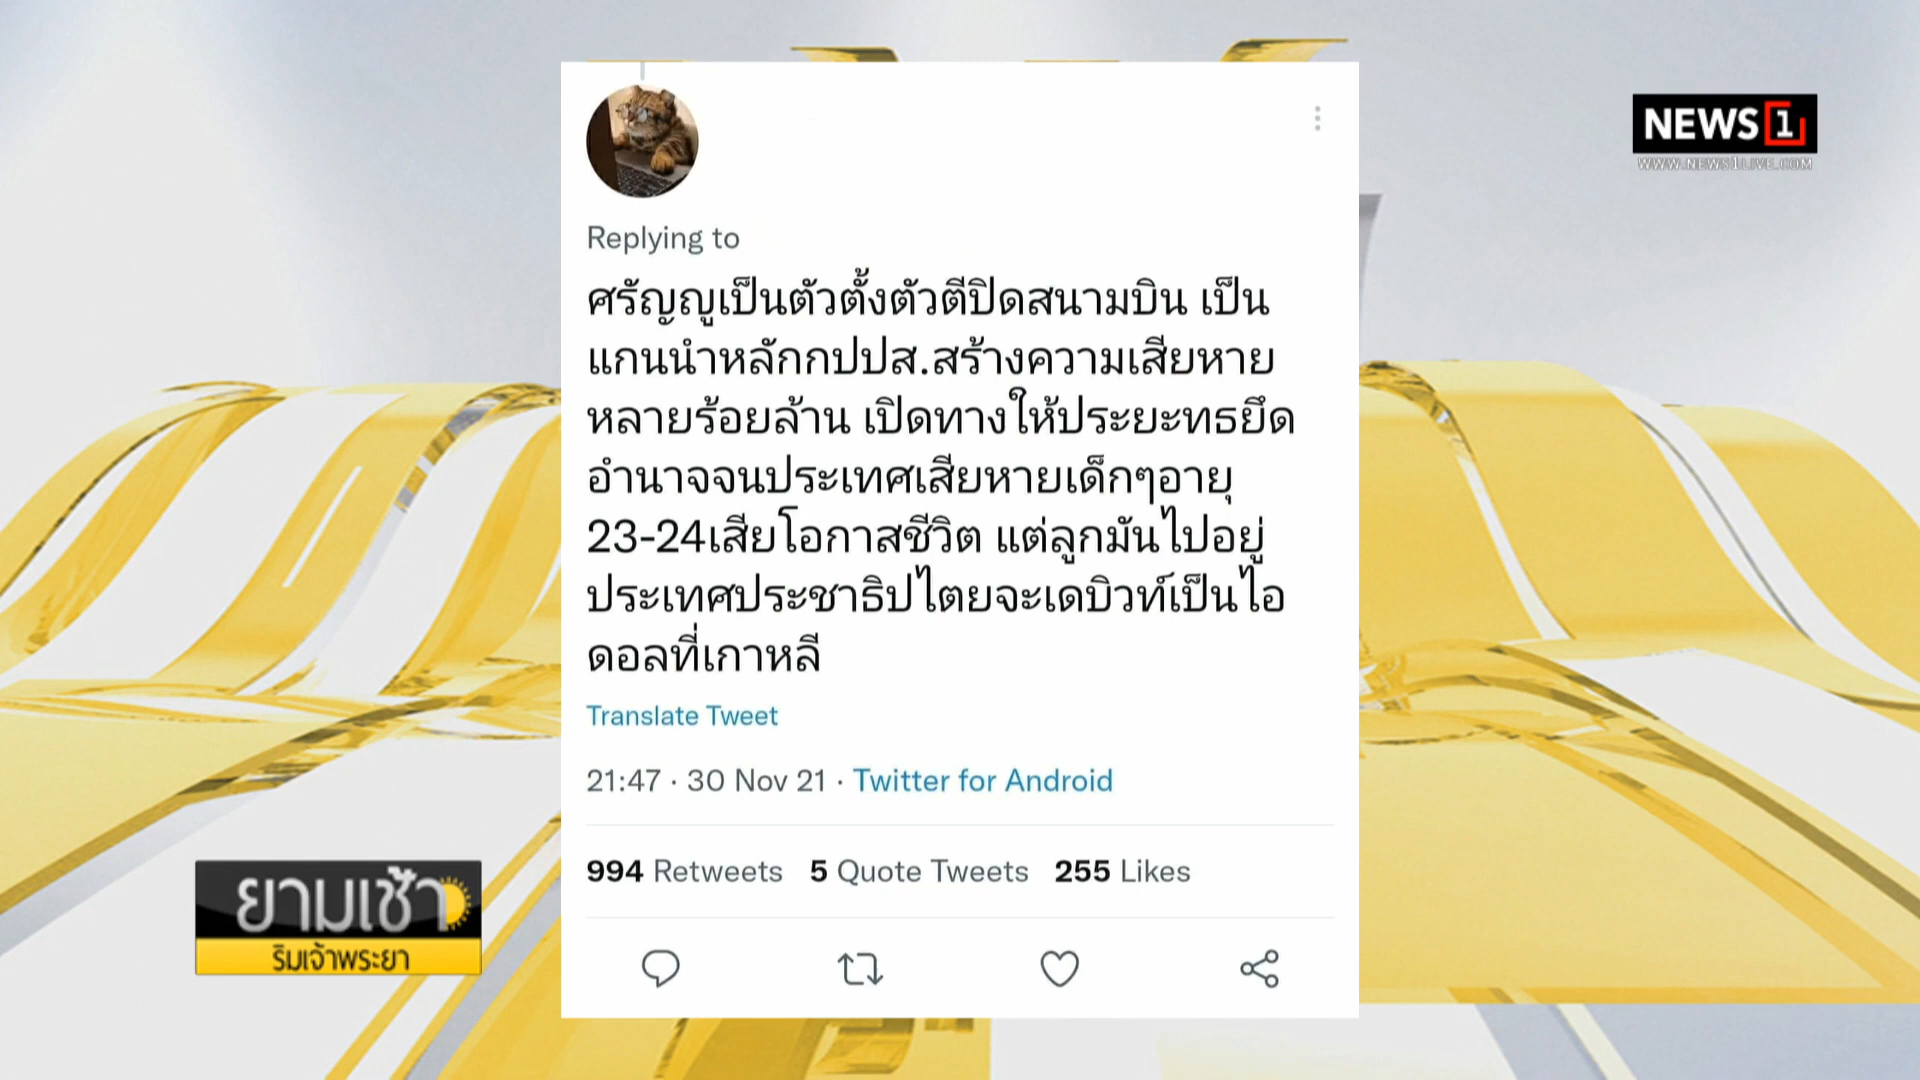 NEWS 1
WWW.NEWS1LIVE.COM
Replying to
ศรัญญูเป็นตัวตั้งตัวตีปิดสนามบิน เป็น
แกนนำหลักกปปส.สร้างความเสียหาย
หลายร้อยล้าน เปิดทางให้ประยะทธยึด
อำนาจจนประเทศเสียหายเด็กๆอายุ
23-24เสียโอกาสชีวิต แต่ลูกมันไปอยู่
ประเทศประชาธิปไตยจะเดบิวท์เป็นไอ
ดอลที่เกาหลี
Translate Tweet
21:47 · 30 Nov 21 · Twitter for Android
994 Retweets 5 Quote Tweets 255 Likes
ยามเช้า
ริมเจ้าพระยา